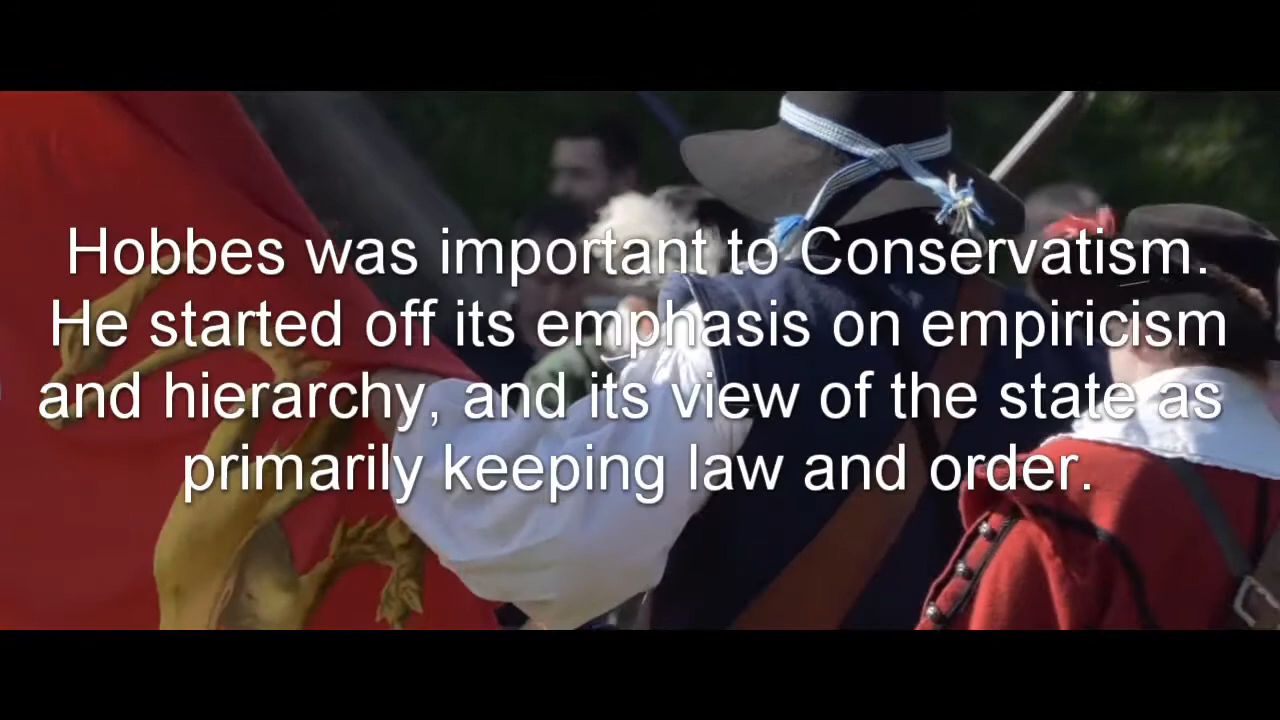 Hobbes was important to Conservatism.
He started off its emphasis on empiricism
and hierarchy, and its view of the state as
primarily keeping law and order.